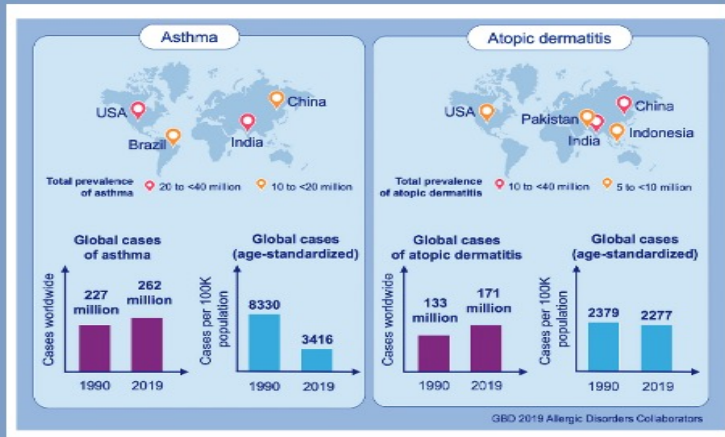 Asthma
USA
China
Brazil
India
Total prevalence
of asthma
20 to <40 million
10 to <20 million
Global cases
of asthma
Cases worldwide
227
million
262
million
1990
2019
Global cases
(age-standardized)
Cases per 100K
population
8330
3416
1990
2019
Atopic dermatitis
USA
China
Pakistan
India
Indonesia
Total prevalence
of atopic dermatitis
10 to <40 million
5 to <10 million
Global cases
of atopic dermatitis
Cases worldwide
133
million
171
million
1990
2019
Global cases
(age-standardized)
Cases per 100K
population
2379
2277
1990
2019
GBD 2019 Allergic Disorders Collaborators